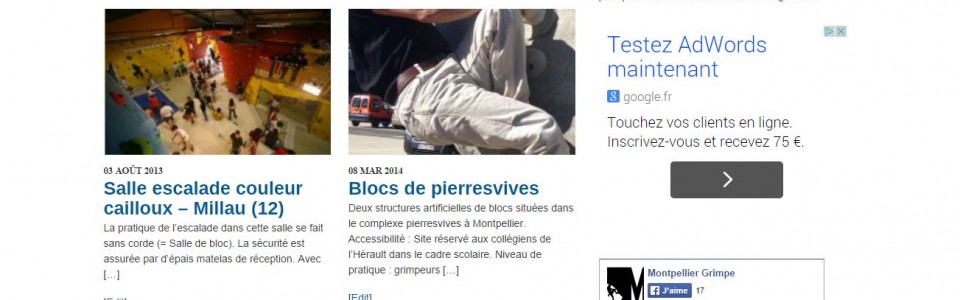 03 AOÛT 2013
Salle escalade couleur
cailloux – Millau (12)
La pratique de l'escalade dans cette salle se fait
sans corde (= Salle de bloc). La sécurité est
assurée par d'épais matelas de réception. Avec
[…]
08 MAR 2014
Blocs de pierresvives
Deux structures artificielles de blocs situées dans
le complexe pierresvives à Montpellier.
Accessibilité : Site réservé aux collégiens de
l'Hérault dans le cadre scolaire. Niveau de
pratique : grimpeurs […]
[Edit]
Testez AdWords
maintenant
8 google.fr
Touchez vos clients en ligne.
Inscrivez-vous et recevez 75 €.
Montpellier Grimpe
J'aime 17